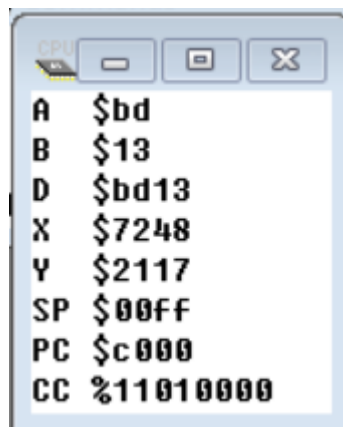 CPU
A $bd
B $13
D $bd13
X $7248
Y $2117
SP $00ff
PC $c000
CC %11010000